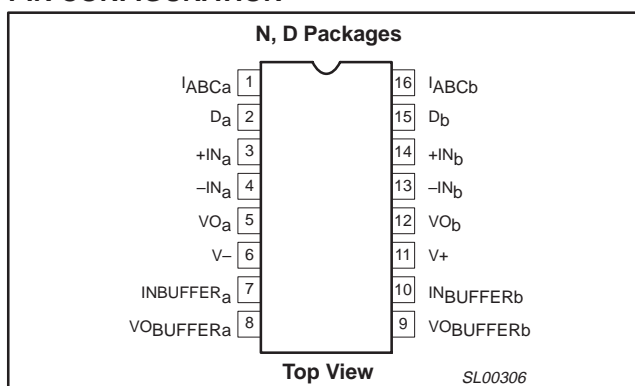 N, D Packages
IABCa 1 16 IABCb
Da 2 15 Db
+INa 3 14 +INb
–INa 4 13 –INb
VOa 5 12 VOb
V– 6 11 V+
INBUFFERa 7 10 INBUFFERb
VOBUFFERa 8 9 VOBUFFERb
Top View
SL00306